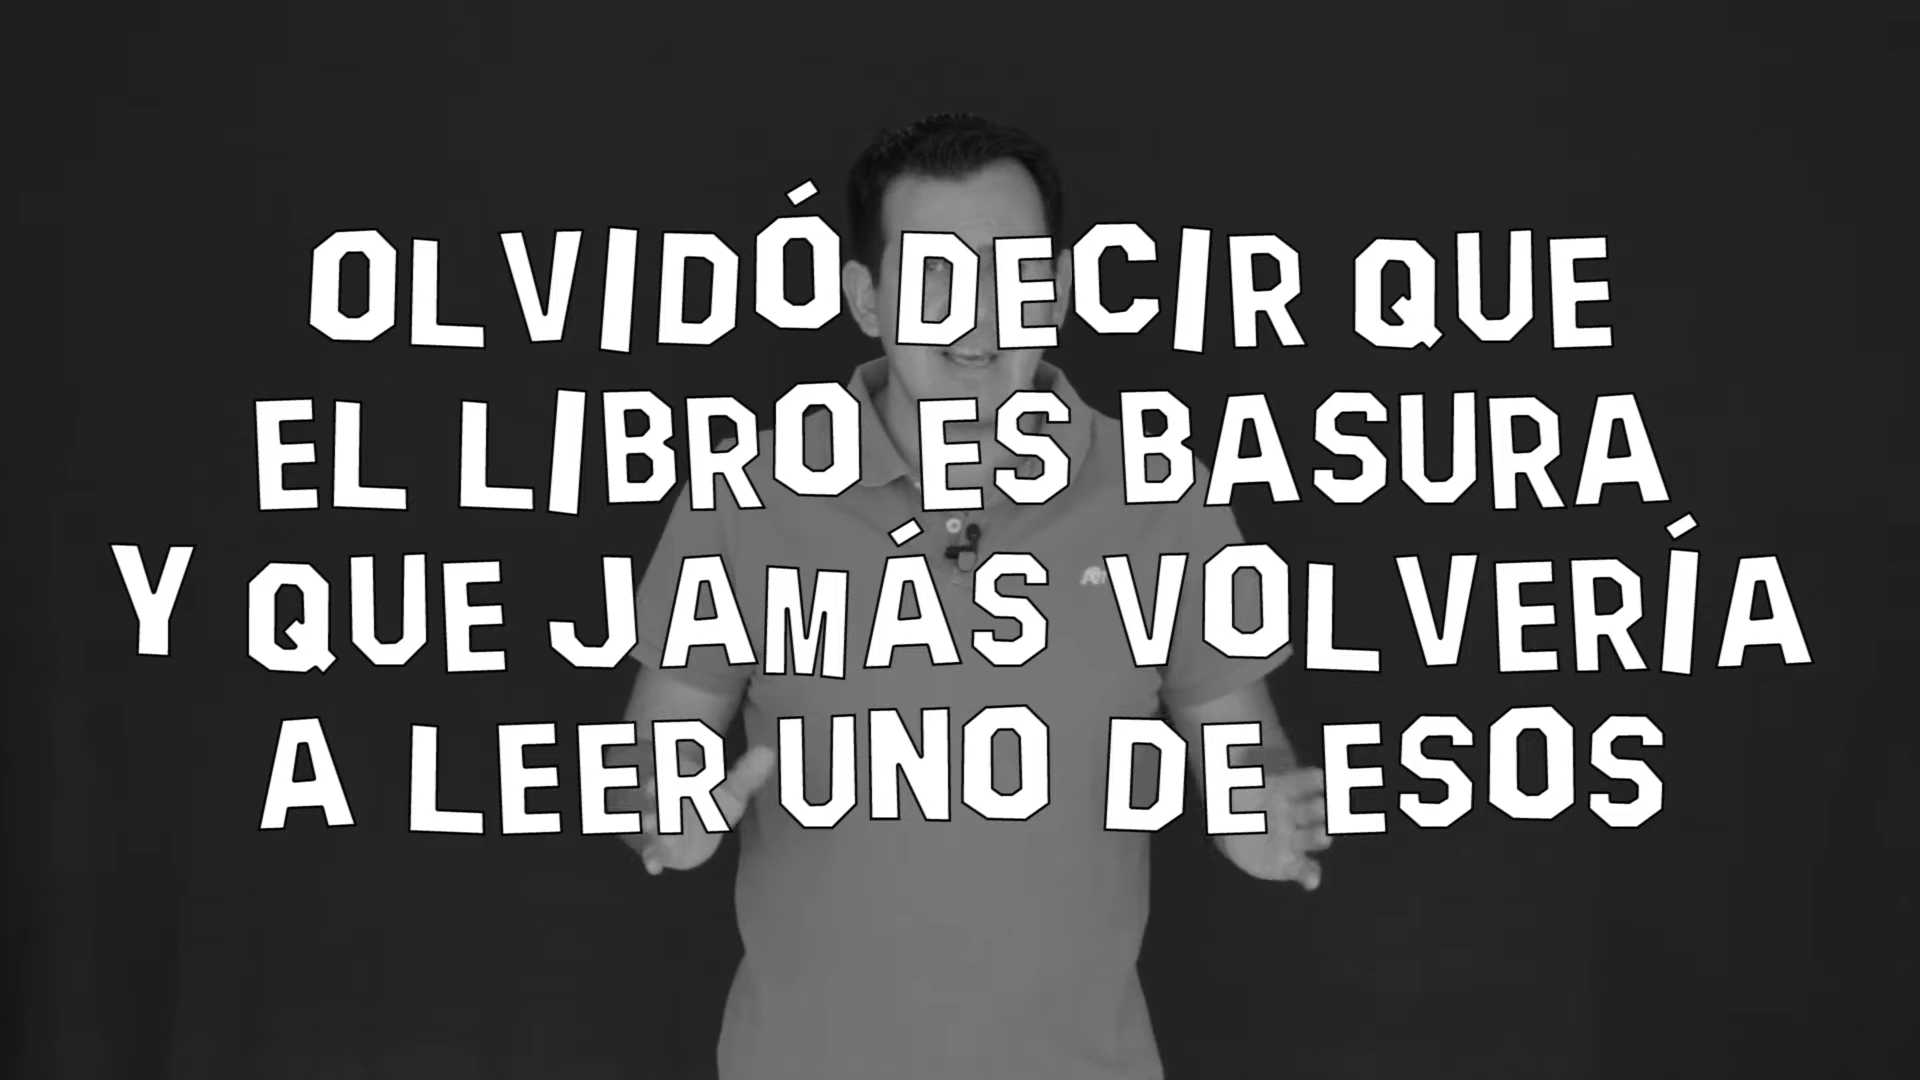 OLVIDÓ DECIR QUE
EL LIBRO ES BASURA
Y QUE JAMÁS VOLVERÍA
A LEER UNO DE ESOS